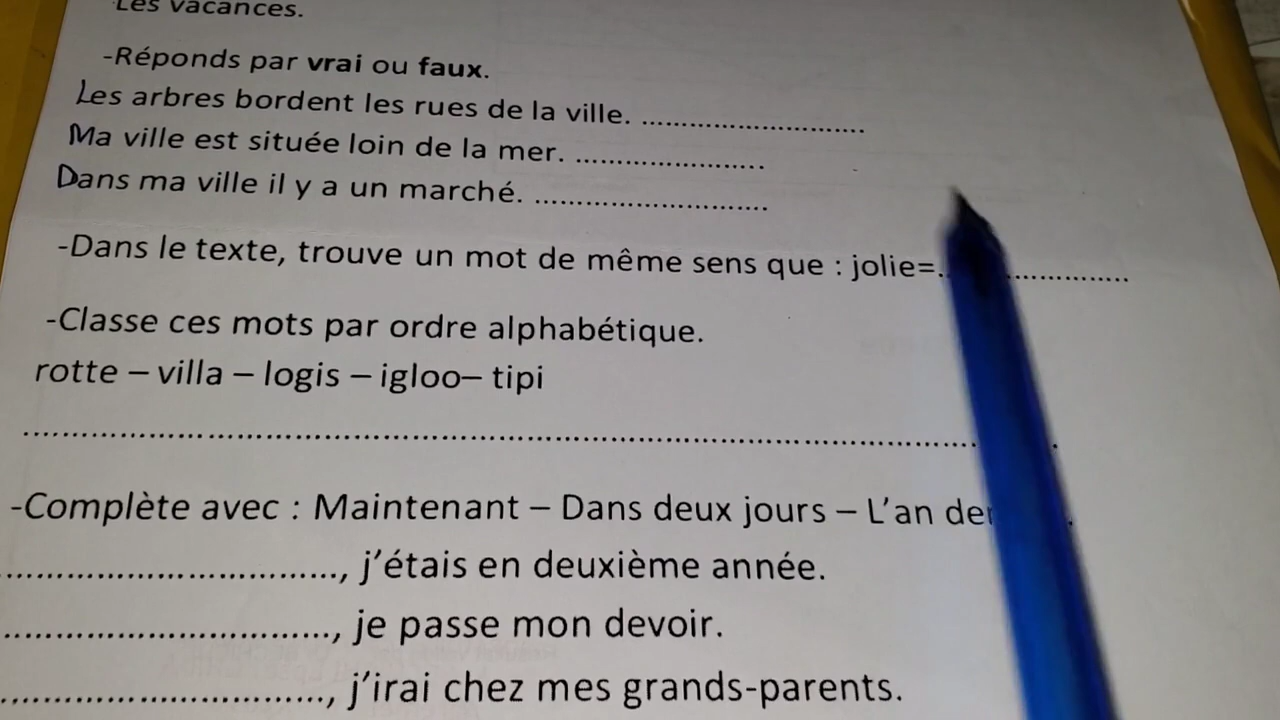 Les vacances.
-Réponds par vrai ou faux.
Les arbres bordent les rues de la ville. ............................
Ma ville est située loin de la mer. ........................
Dans ma ville il y a un marché. .............................
-Dans le texte, trouve un mot de même sens que : jolie=. ...............
-Classe ces mots par ordre alphabétique.
rotte – villa – logis – igloo– tipi
..................................................................................................
-Complète avec : Maintenant – Dans deux jours – L'an
................................, j'étais en deuxième année.
..............................., je passe mon devoir.
..............................., j'irai chez mes grands-parents.